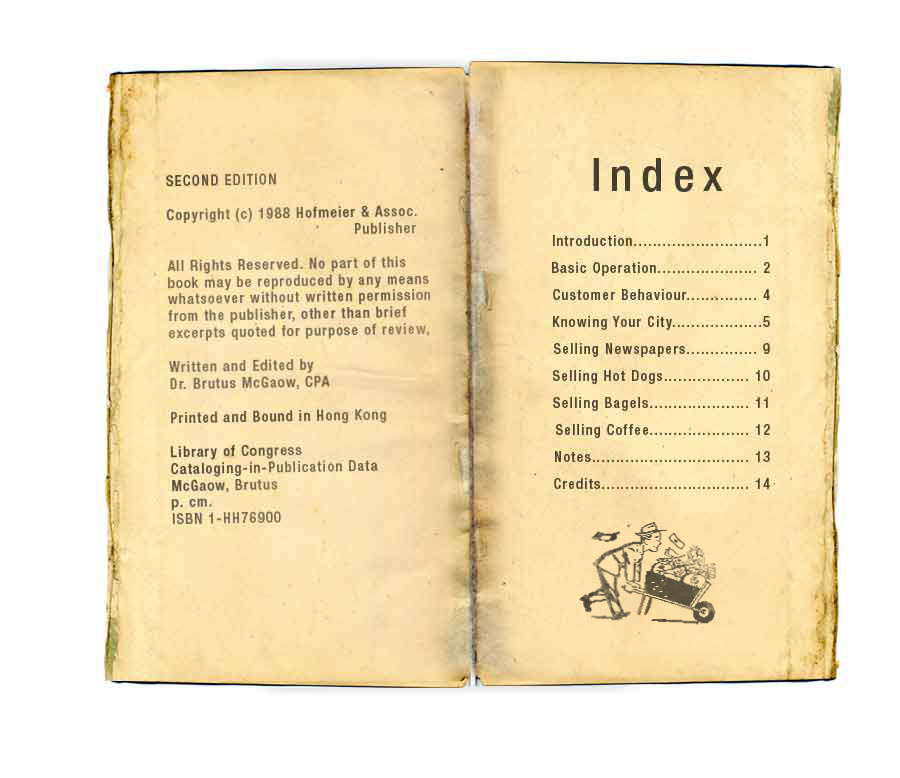 SECOND EDITION
Copyright (c) 1988 Hofmeier & Assoc.
Publisher
All Rights Reserved. No part of this
book may be reproduced by any means
whatsoever without written permission
from the publisher, other than brief
excerpts quoted for purpose of review,
Written and Edited by
Dr. Brutus McGaow, CPA
Printed and Bound in Hong Kong
Library of Congress
Cataloging-in-Publication Data
McGaow, Brutus
p. cm.
ISBN 1-HH76900
Index
Introduction..........................1
Basic Operation.................... 2
Customer Behaviour.............. 4
Knowing Your City..................5
Selling Newspapers.............. 9
Selling Hot Dogs................. 10
Selling Bagels.................... 11
Selling Coffee.................... 12
Notes............................... 13
Credits.............................. 14